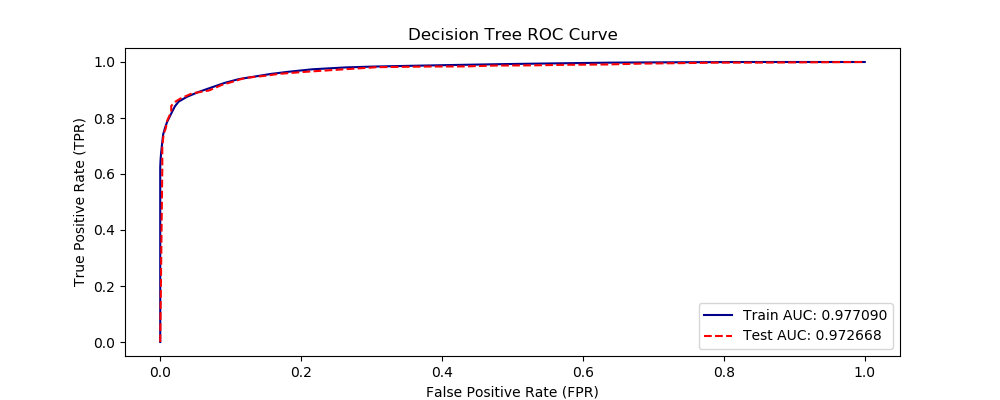 Decision Tree ROC Curve
True Positive Rate (TPR)
1.0
0.8
0.6
0.4
0.2
0.0
Train AUC: 0.977090
Test AUC: 0.972668
0.0 0.2 0.4 0.6 0.8 1.0
False Positive Rate (FPR)